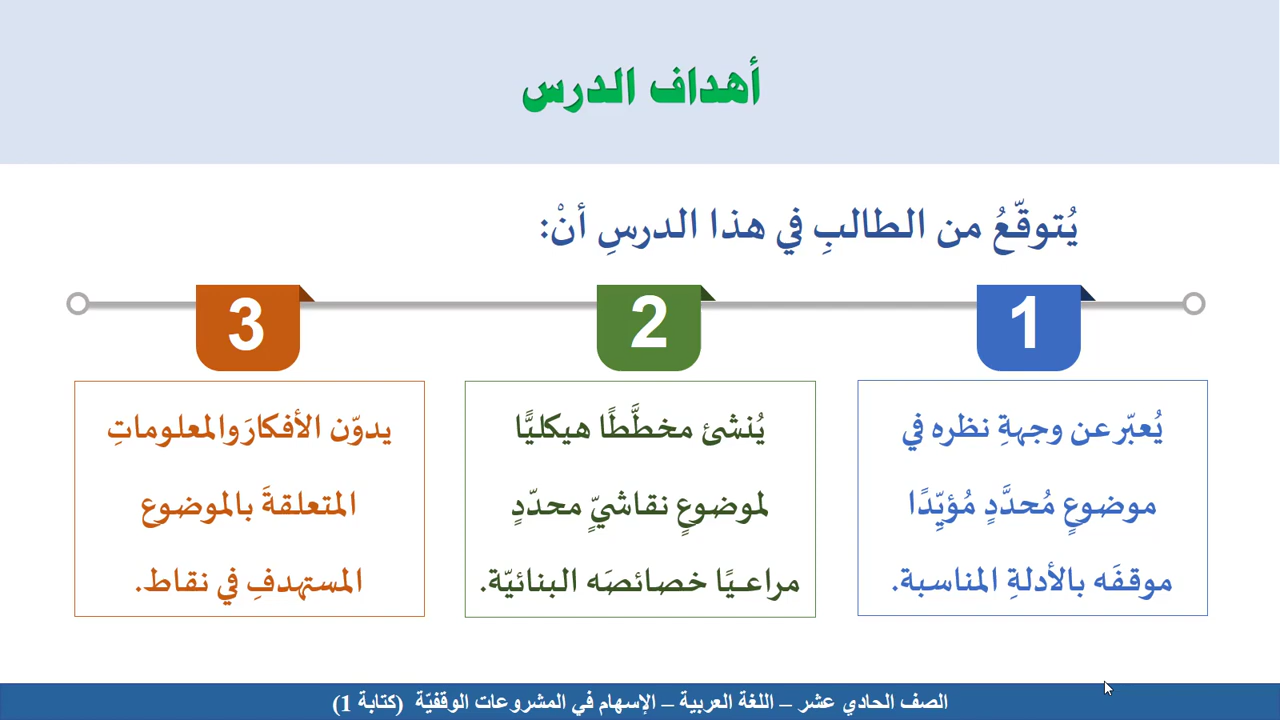 أهداف الدرس
يُتوقّعُ من الطالبِ في هذا الدرسِ أنْ:
1
يُعبّر عن وجهةِ نظره في
موضوعٍ مُحدَّدٍ مُؤيِّدًا
موقفَه بالأدلةِ المناسبة.
2
يُنشئ مخطَّطًا هيكليًّا
لموضوعٍ نقاشيٍّ محدّدٍ
مراعيًا خصائصَه البنائيّة.
3
يدوّن الأفكارَ والمعلوماتِ
المتعلقةَ بالموضوع
المستهدفِ في نقاط.
الصف الحادي عشر – اللغة العربية – الإسهام في المشروعات الوقفيّة (كتابة 1)